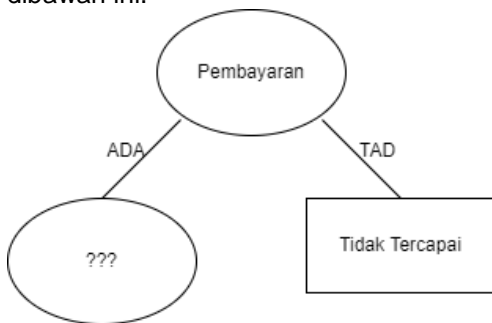 dibawah ini.
Pembayaran
ADA
TAD
???
Tidak Tercapai